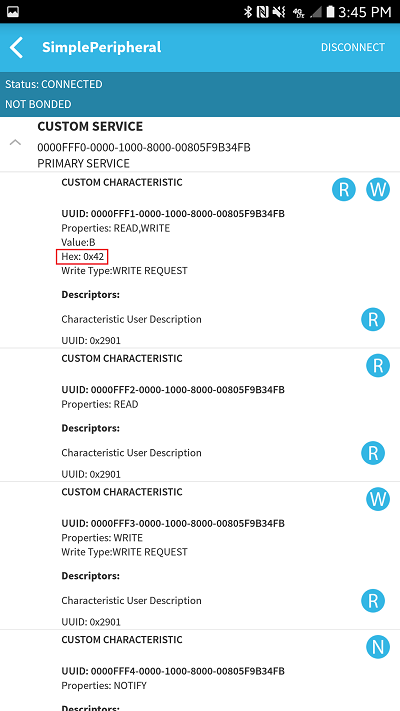 3:45 PM
SimplePeripheral
DISCONNECT
Status: CONNECTED
NOT BONDED
CUSTOM SERVICE
0000FFF0-0000-1000-8000-00805F9B34FB
PRIMARY SERVICE
CUSTOM CHARACTERISTIC
R W
UUID: 0000FFF1-0000-1000-8000-00805F9B34FB
Properties: READ,WRITE
Value:B
Hex: 0x42
Write Type:WRITE REQUEST
Descriptors:
Characteristic User Description
R
UUID: 0x2901
CUSTOM CHARACTERISTIC
R
UUID: 0000FFF2-0000-1000-8000-00805F9B34FB
Properties: READ
Descriptors:
Characteristic User Description
R
UUID: 0x2901
CUSTOM CHARACTERISTIC
W
UUID: 0000FFF3-0000-1000-8000-00805F9B34FB
Properties: WRITE
Write Type:WRITE REQUEST
Descriptors:
Characteristic User Description
R
UUID: 0x2901
CUSTOM CHARACTERISTIC
N
UUID: 0000FFF4-0000-1000-8000-00805F9B34FB
Properties: NOTIFY
Descriptors: